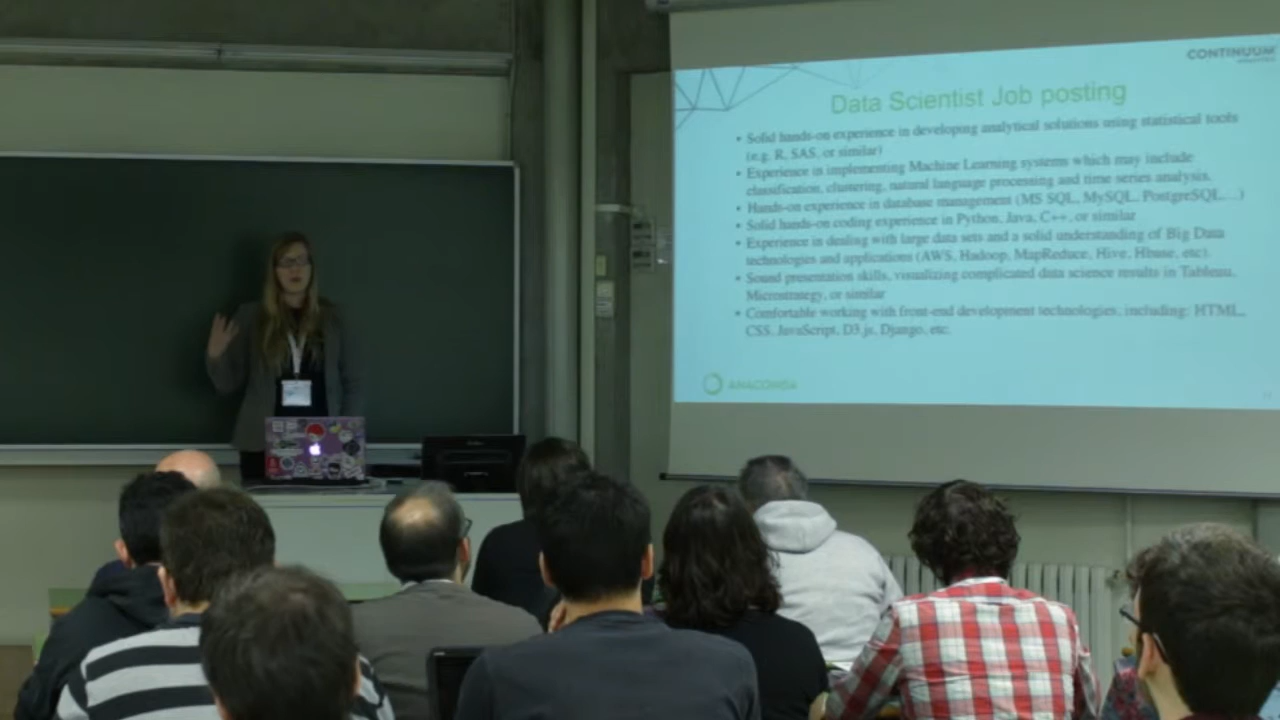 CONTINUUM
Data Scientist Job posting
• Solid hands-on experience in developing analytical solutions using statistical tools
(e.g. R, SAS, or similar)
• Experience in implementing Machine Learning systems which may include
classification, clustering, natural language processing and time series analysis.
• Hands-on experience in database management (MS SQL, MySQL, PostgreSQL,...)
• Solid hands-on coding experience in Python, Java, C++, or similar
• Experience in dealing with large data sets and a solid understanding of Big Data
technologies and applications (AWS, Hadoop, MapReduce, Hive, Hbase, etc).
• Sound presentation skills, visualizing complicated data science results in Tableau,
Microstrategy, or similar
• Comfortable working with front-end development technologies, including: HTML,
CSS, JavaScript, D3.js, Django, etc.
ANACONDA